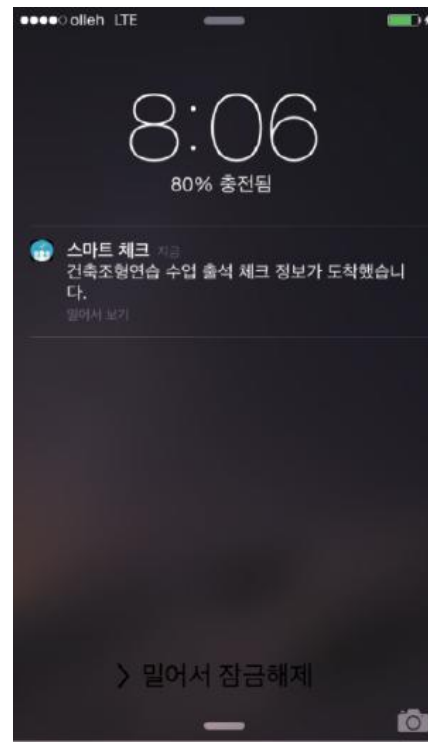 olleh LTE
8:06
80% 충전됨
스마트 체크 지금
건축조형연습 수업 출석 체크 정보가 도착했습니
다.
밀어서 보기
> 밀어서 잠금해제